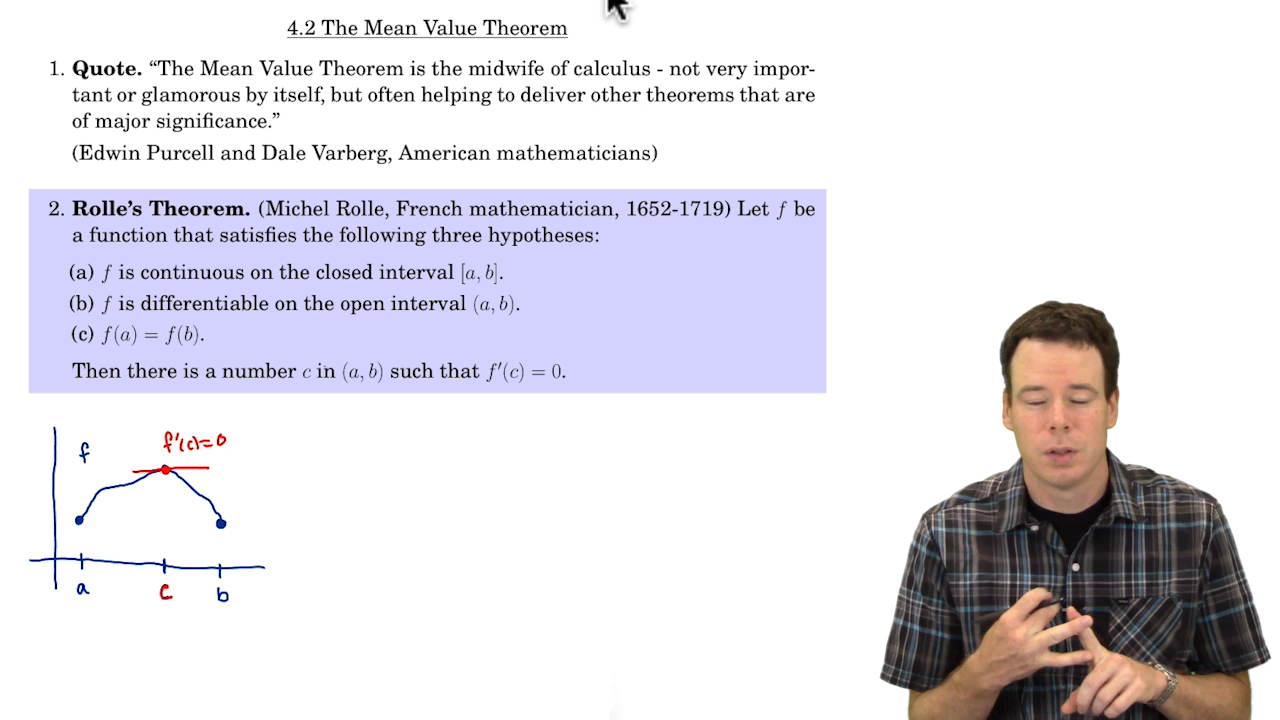 4.2 The Mean Value Theorem
1. Quote. “The Mean Value Theorem is the midwife of calculus - not very impor-
tant or glamorous by itself, but often helping to deliver other theorems that are
of major significance.”
(Edwin Purcell and Dale Varberg, American mathematicians)
2. Rolle’s Theorem. (Michel Rolle, French mathematician, 1652-1719) Let f be
a function that satisfies the following three hypotheses:
(a) f is continuous on the closed interval [a, b].
(b) f is differentiable on the open interval (a, b).
(c) f(a) = f(b).
Then there is a number c in (a, b) such that f′(c) = 0.
f
f'(c)=0
a
c
b